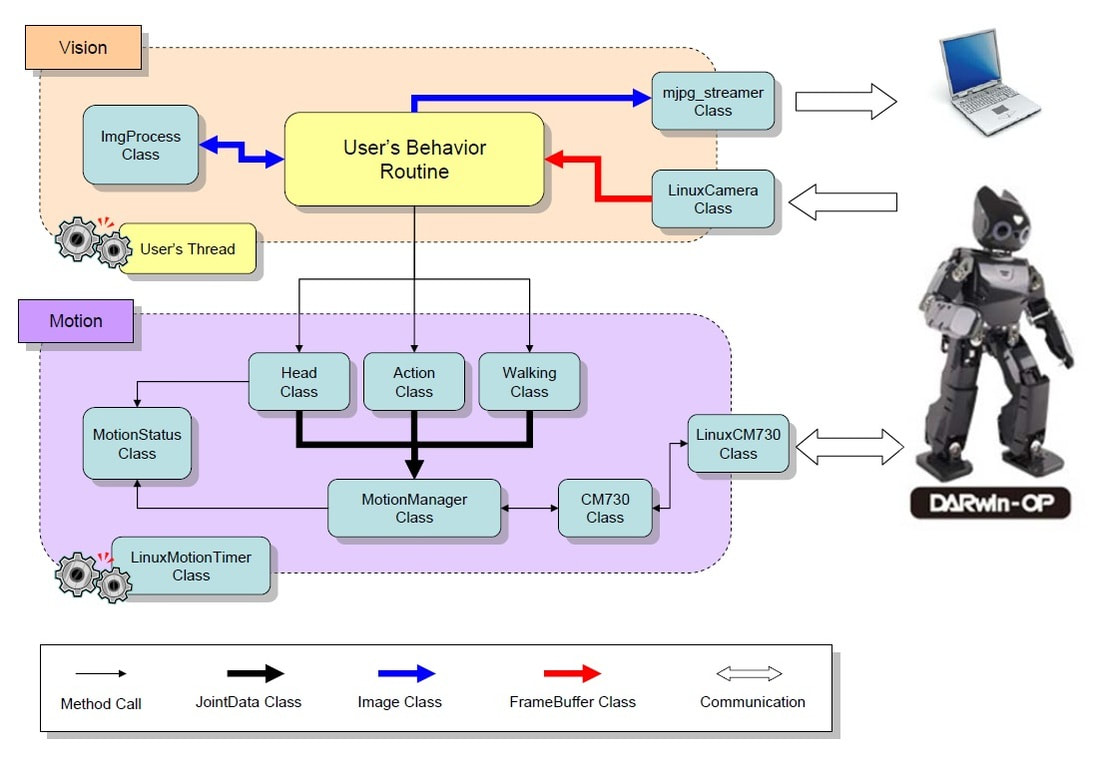 Vision
mjpg_streamer
Class
ImgProcess
Class
User's Behavior
Routine
LinuxCamera
Class
User's Thread
Motion
Head
Class
Action
Class
Walking
Class
MotionStatus
Class
LinuxCM730
Class
MotionManager
Class
CM730
Class
DARwIn-OP
LinuxMotionTimer
Class
Method Call
JointData Class
Image Class
FrameBuffer Class
Communication